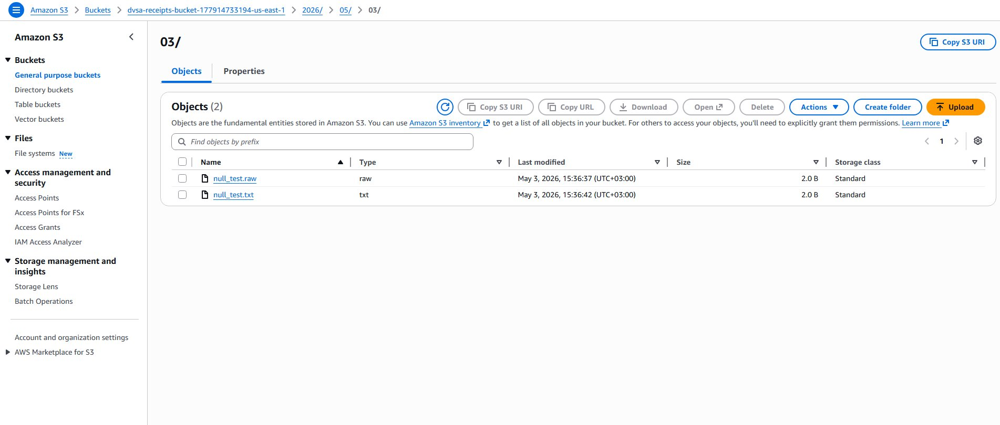 Amazon S3 > Buckets > dvsa-receipts-bucket-177914733194-us-east-1 > 2026/ > 05/ > 03/
Amazon S3
Buckets
General purpose buckets
Directory buckets
Table buckets
Vector buckets
Files
File systems New
Access management and
security
Access Points
Access Points for FSx
Access Grants
IAM Access Analyzer
Storage management and
insights
Storage Lens
Batch Operations
Account and organization settings
AWS Marketplace for S3
03/
Copy S3 URI
Objects Properties
Objects (2)
Copy S3 URI Copy URL Download Open Delete Actions Create folder Upload
Objects are the fundamental entities stored in Amazon S3. You can use Amazon S3 inventory to get a list of all objects in your bucket. For others to access your objects, you'll need to explicitly grant them permissions. Learn more
Find objects by prefix
1
Name Type Last modified Size Storage class
null_test.raw raw May 3, 2026, 15:36:37 (UTC+03:00) 2.0 B Standard
null_test.txt txt May 3, 2026, 15:36:42 (UTC+03:00) 2.0 B Standard